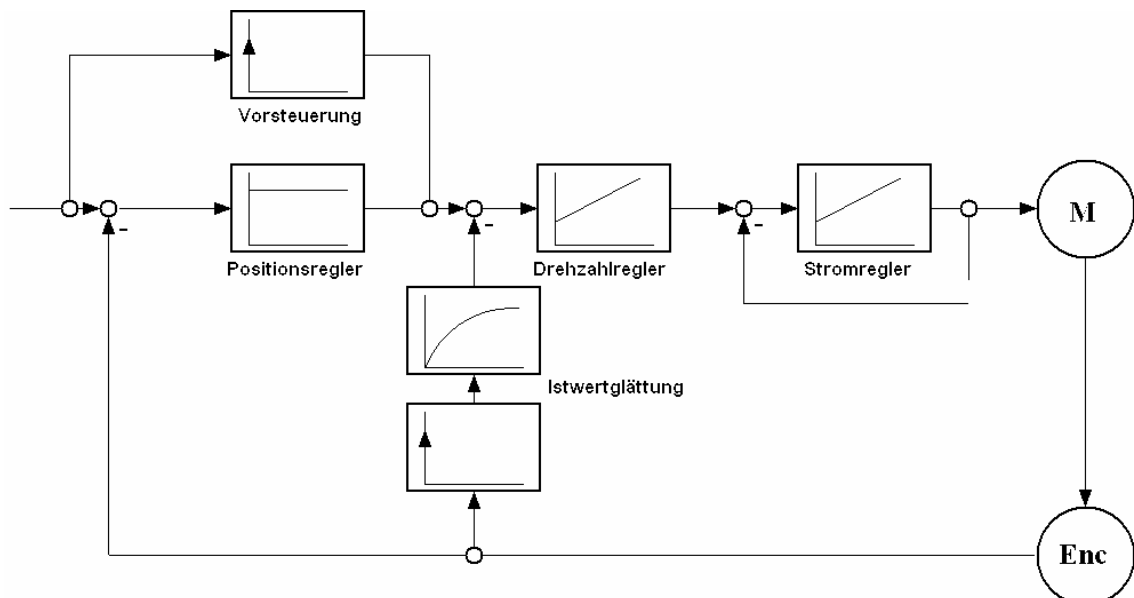 Vorsteuerung
-
Positionsregler
-
Drehzahlregler
-
Stromregler
M
Istwertglättung
Enc